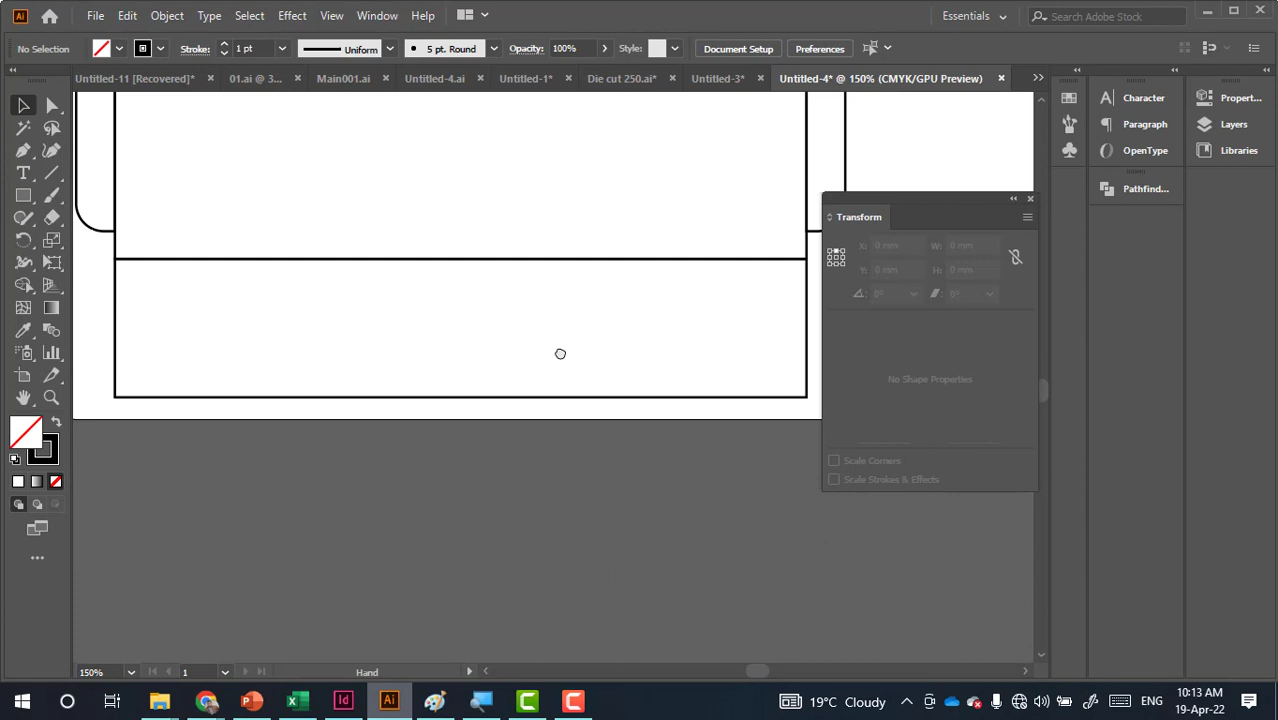 Ai File Edit Object Type Select Effect View Window Help Essentials Search Adobe Stock
No Selection Stroke: 1 pt Uniform 5 pt. Round Opacity: 100% Style: Document Setup Preferences
Untitled-11 [Recovered]* × 01.ai @ 3... × Main001.ai × Untitled-4.ai × Untitled-1* × Die cut 250.ai* × Untitled-3* × Untitled-4* @ 150% (CMYK/GPU Preview) ×
Character Propert...
Paragraph Layers
OpenType Libraries
Pathfind...
Transform
X: 0 mm W: 0 mm
Y: 0 mm H: 0 mm
0° 0°
No Shape Properties
Scale Corners
Scale Strokes & Effects
150% 1 Hand
Id Ai 19°C Cloudy ENG 10:13 AM
19-Apr-22